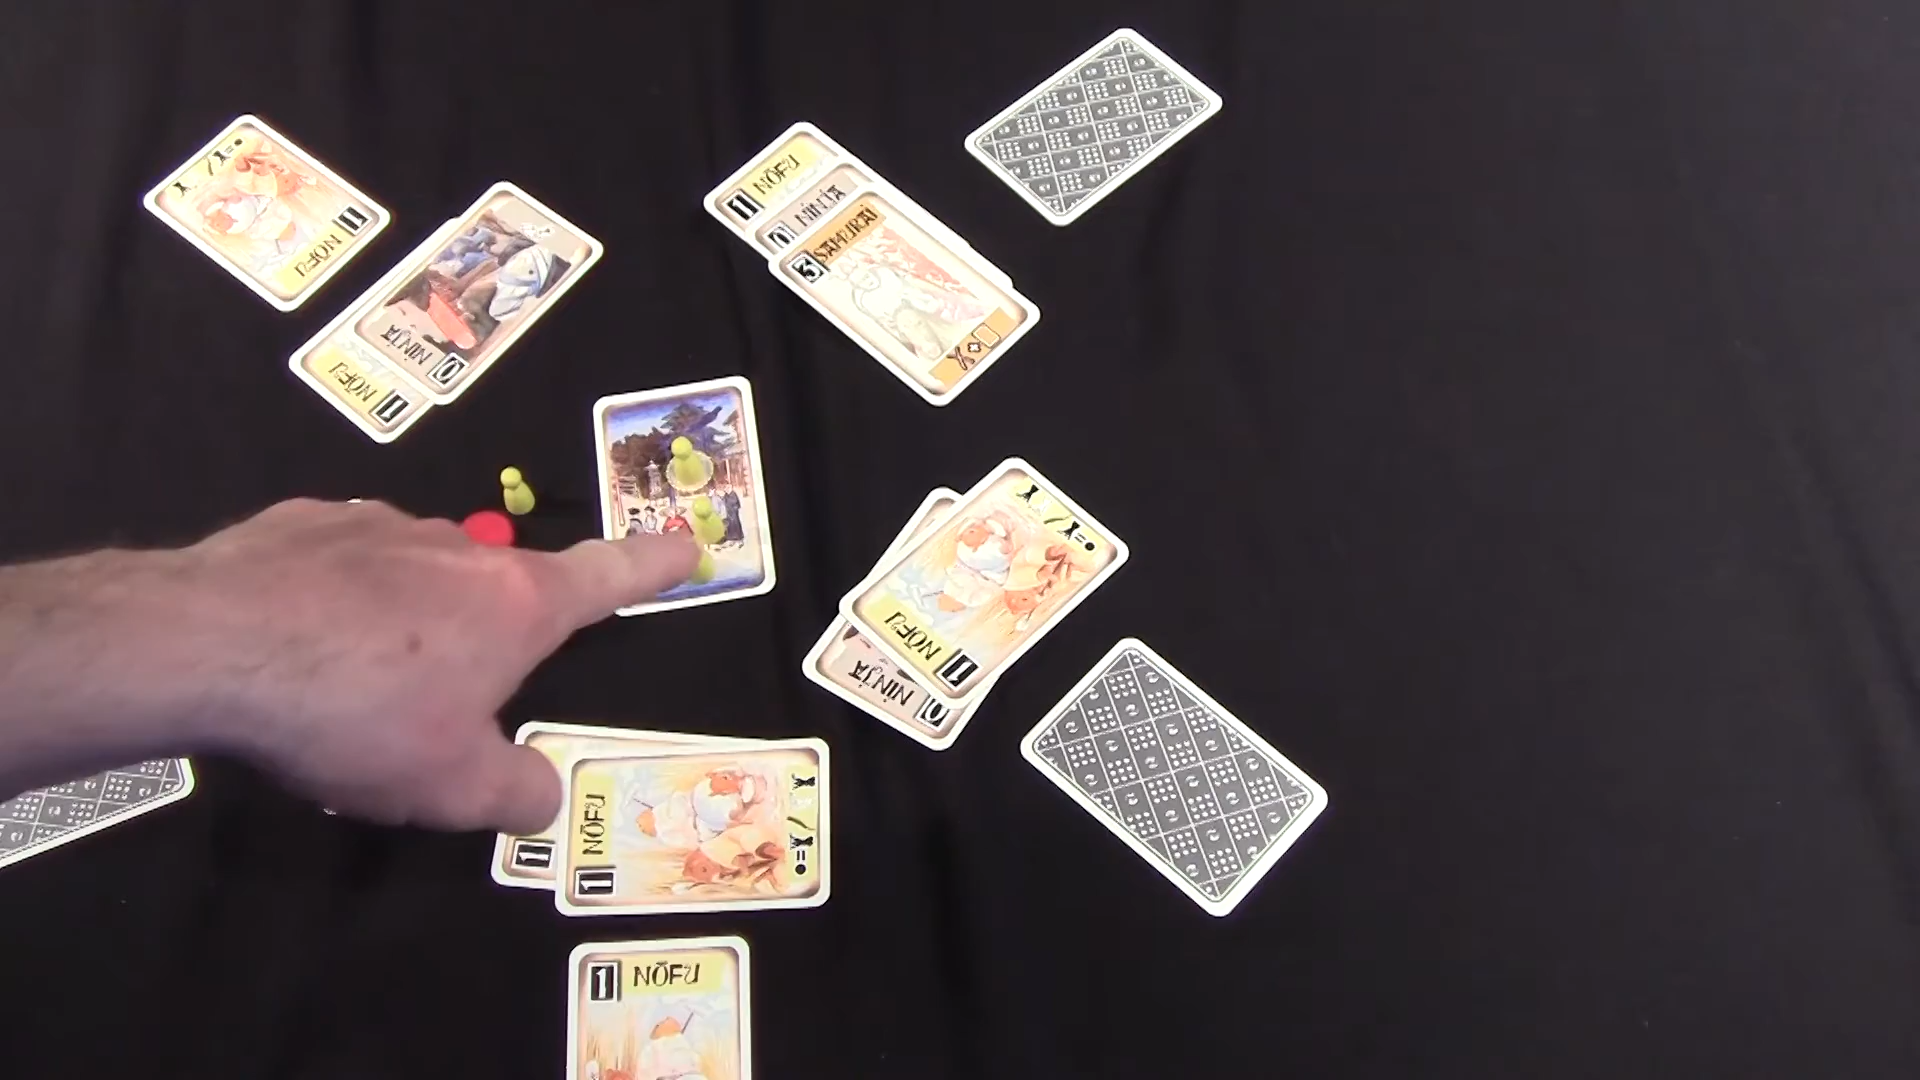 NŌFU
1
1 NŌFU
0 NINJA
3 SAMURAI
X+
NINJA
0
NŌFU
1
NŌFU
1
NINJA
0
1
1 NŌFU
1 NŌFU